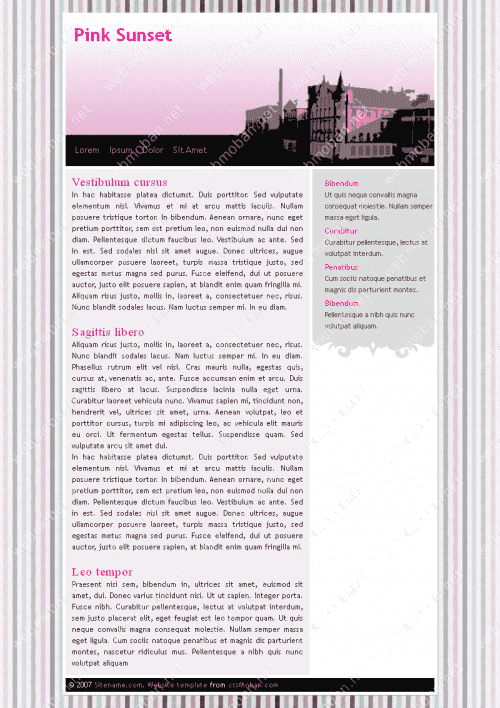 Pink Sunset
Lorem Ipsum Dolor Sit Amet
Vestibulum cursus
In hac habitasse platea dictumst. Duis porttitor. Sed vulputate
elementum nisl. Vivamus et mi at arcu mattis iaculis. Nullam
posuere tristique tortor. In bibendum. Aenean ornare, nunc eget
pretium porttitor, sem est pretium leo, non euismod nulla dui non
diam. Pellentesque dictum faucibus leo. Vestibulum ac ante. Sed
in est. Sed sodales nisl sit amet augue. Donec ultrices, augue
ullamcorper posuere laoreet, turpis massa tristique justo, sed
egestas metus magna sed purus. Fusce eleifend, dui ut posuere
auctor, justo elit posuere sapien, at blandit enim quam fringilla mi.
Aliquam risus justo, mollis in, laoreet a, consectetuer nec, risus.
Nunc blandit sodales lacus. Nam luctus semper mi. In eu diam.
Sagittis libero
Aliquam risus justo, mollis in, laoreet a, consectetuer nec, risus.
Nunc blandit sodales lacus. Nam luctus semper mi. In eu diam.
Phasellus rutrum elit vel nisi. Cras mauris nulla, egestas quis,
cursus at, venenatis ac, ante. Fusce accumsan enim et arcu. Duis
sagittis libero at lacus. Suspendisse lacinia nulla eget urna.
Curabitur laoreet vehicula nunc. Vivamus sapien mi, tincidunt non,
hendrerit vel, ultrices sit amet, urna. Aenean volutpat, leo et
porttitor cursus, turpis mi adipiscing leo, ac vehicula elit mauris
eu orci. Ut fermentum egestas tellus. Suspendisse quam. Sed
vulputate arcu sit amet dui.
In hac habitasse platea dictumst. Duis porttitor. Sed vulputate
elementum nisl. Vivamus et mi at arcu mattis iaculis. Nullam
posuere tristique tortor. In bibendum. Aenean ornare, nunc eget
pretium porttitor, sem est pretium leo, non euismod nulla dui non
diam. Pellentesque dictum faucibus leo. Vestibulum ac ante. Sed
in est. Sed sodales nisl sit amet augue. Donec ultrices, augue
ullamcorper posuere laoreet, turpis massa tristique justo, sed
egestas metus magna sed purus. Fusce eleifend, dui ut posuere
auctor, justo elit posuere sapien, at blandit enim quam fringilla mi.
Leo tempor
Praesent nisl sem, bibendum in, ultrices sit amet, euismod sit
amet, dui. Donec varius tincidunt nisi. Ut ut sapien. Integer porta.
Fusce nibh. Curabitur pellentesque, lectus at volutpat interdum,
sem justo placerat elit, eget feugiat est leo tempor quam. Ut quis
neque convallis magna consequat molestie. Nullam semper massa
eget ligula. Cum sociis natoque penatibus et magnis dis parturient
montes, nascetur ridiculus mus. Pellentesque a nibh quis nunc
volutpat aliquam
Bibendum
Ut quis neque convallis magna
consequat molestie. Nullam semper
massa eget ligula.
Curabitur
Curabitur pellentesque, lectus at
volutpat interdum.
Penatibus
Cum sociis natoque penatibus et
magnis dis parturient montes.
Bibendum
Pellentesque a nibh quis nunc
volutpat aliquam.
© 2007 Sitename.com. Website template from